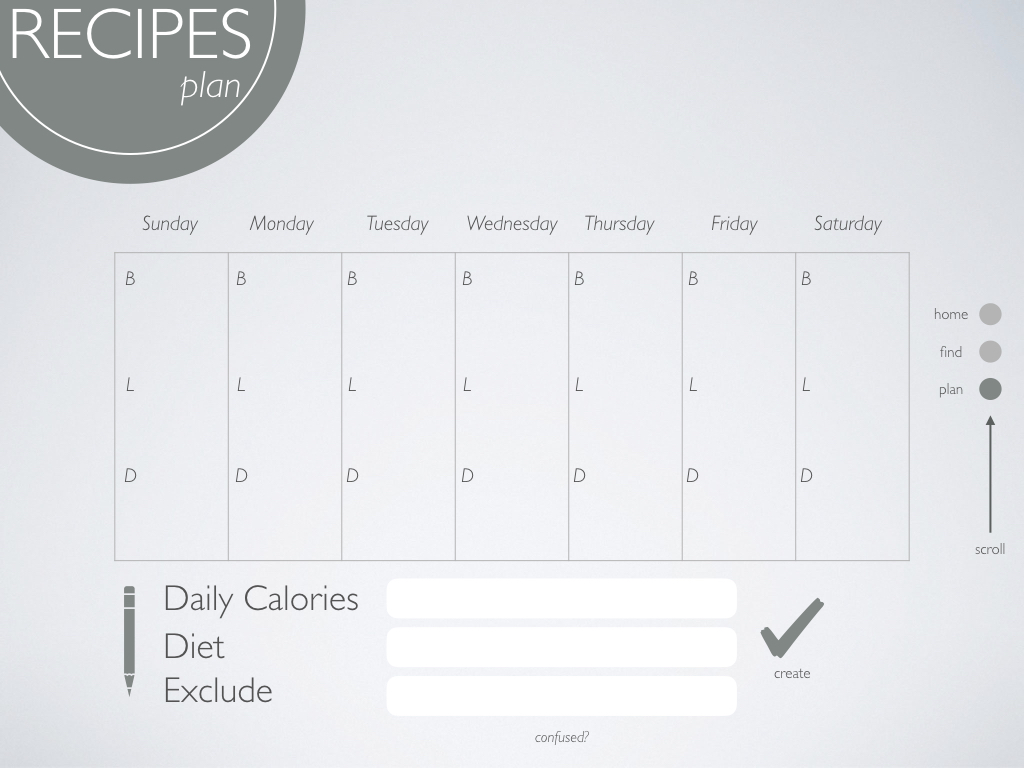 RECIPES
plan
Sunday Monday Tuesday Wednesday Thursday Friday Saturday
B B B B B B B
L L L L L L L
D D D D D D D
home
find
plan
scroll
Daily Calories
Diet
Exclude
create
confused?